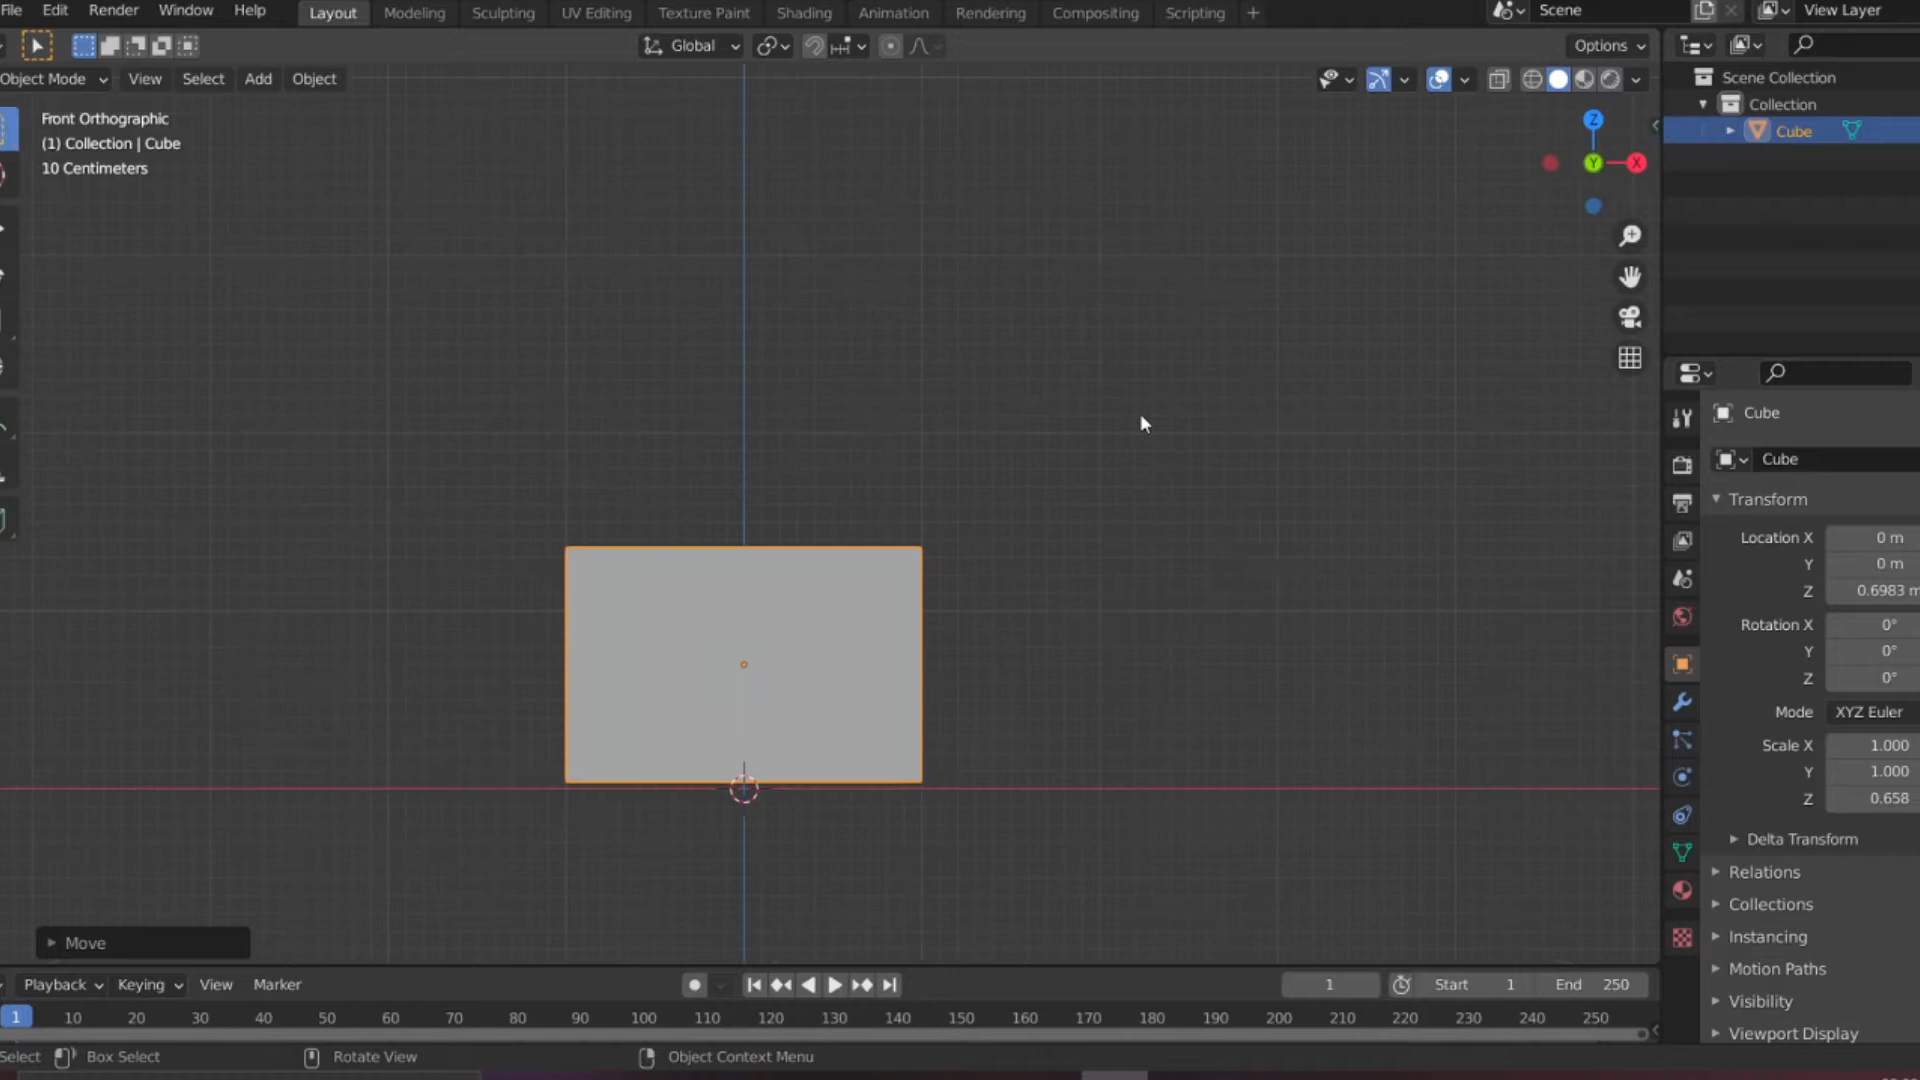 File Edit Render Window Help Layout Modeling Sculpting UV Editing Texture Paint Shading Animation Rendering Compositing Scripting + Scene View Layer
Global Options
Object Mode View Select Add Object
Front Orthographic
(1) Collection | Cube
10 Centimeters
Z
Y
X
Scene Collection
Collection
Cube
Cube
Cube
Transform
Location X 0 m
Y 0 m
Z 0.6983 m
Rotation X 0°
Y 0°
Z 0°
Mode XYZ Euler
Scale X 1.000
Y 1.000
Z 0.658
Delta Transform
Relations
Collections
Instancing
Motion Paths
Visibility
Viewport Display
Move
Playback Keying View Marker 1 Start 1 End 250
1 10 20 30 40 50 60 70 80 90 100 110 120 130 140 150 160 170 180 190 200 210 220 230 240 250
Select Box Select Rotate View Object Context Menu